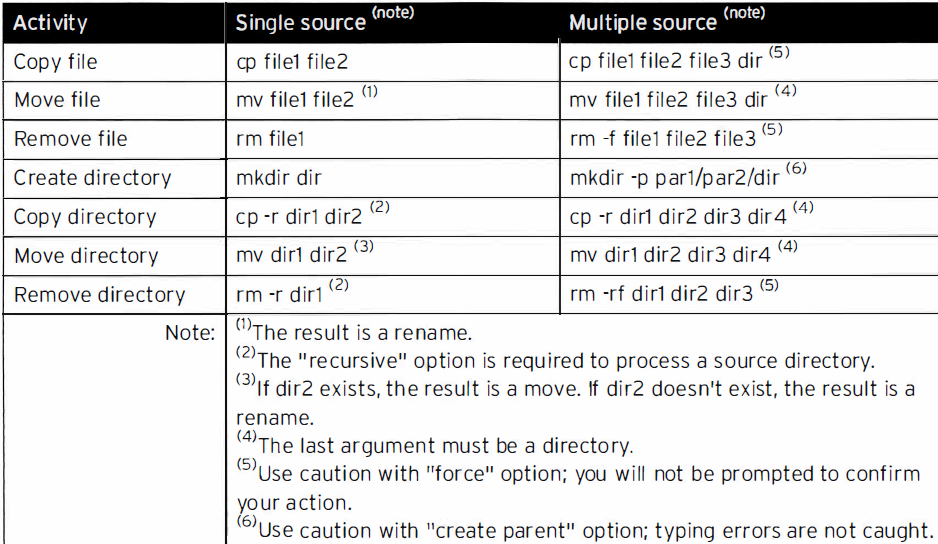 Activity Single source (note) Multiple source (note)
Copy file cp file1 file2 cp file1 file2 file3 dir (5)
Move file mv file1 file2 (1) mv file1 file2 file3 dir (4)
Remove file rm file1 rm -f file1 file2 file3 (5)
Create directory mkdir dir mkdir -p par1/par2/dir (6)
Copy directory cp -r dir1 dir2 (2) cp -r dir1 dir2 dir3 dir4 (4)
Move directory mv dir1 dir2 (3) mv dir1 dir2 dir3 dir4 (4)
Remove directory rm -r dir1 (2) rm -rf dir1 dir2 dir3 (5)
Note: (1)The result is a rename.
(2)The "recursive" option is required to process a source directory.
(3)If dir2 exists, the result is a move. If dir2 doesn't exist, the result is a
rename.
(4)The last argument must be a directory.
(5)Use caution with "force" option; you will not be prompted to confirm
your action.
(6)Use caution with "create parent" option; typing errors are not caught.